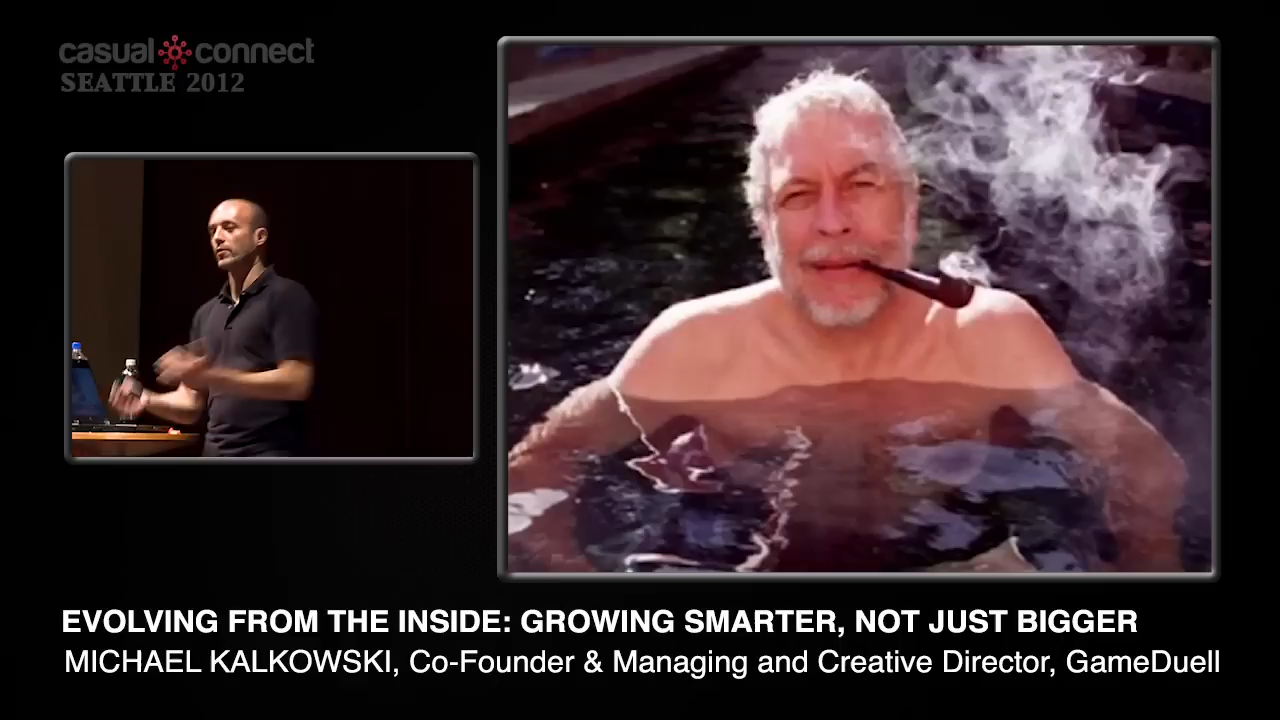 casual connect
SEATTLE 2012
EVOLVING FROM THE INSIDE: GROWING SMARTER, NOT JUST BIGGER
MICHAEL KALKOWSKI, Co-Founder & Managing and Creative Director, GameDuell